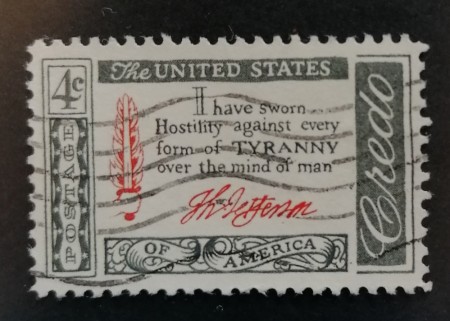 4c
The UNITED STATES
POSTAGE
I have sworn
Hostility against every
form of TYRANNY
over the mind of man
Th Jefferson
OF AMERICA
Credo